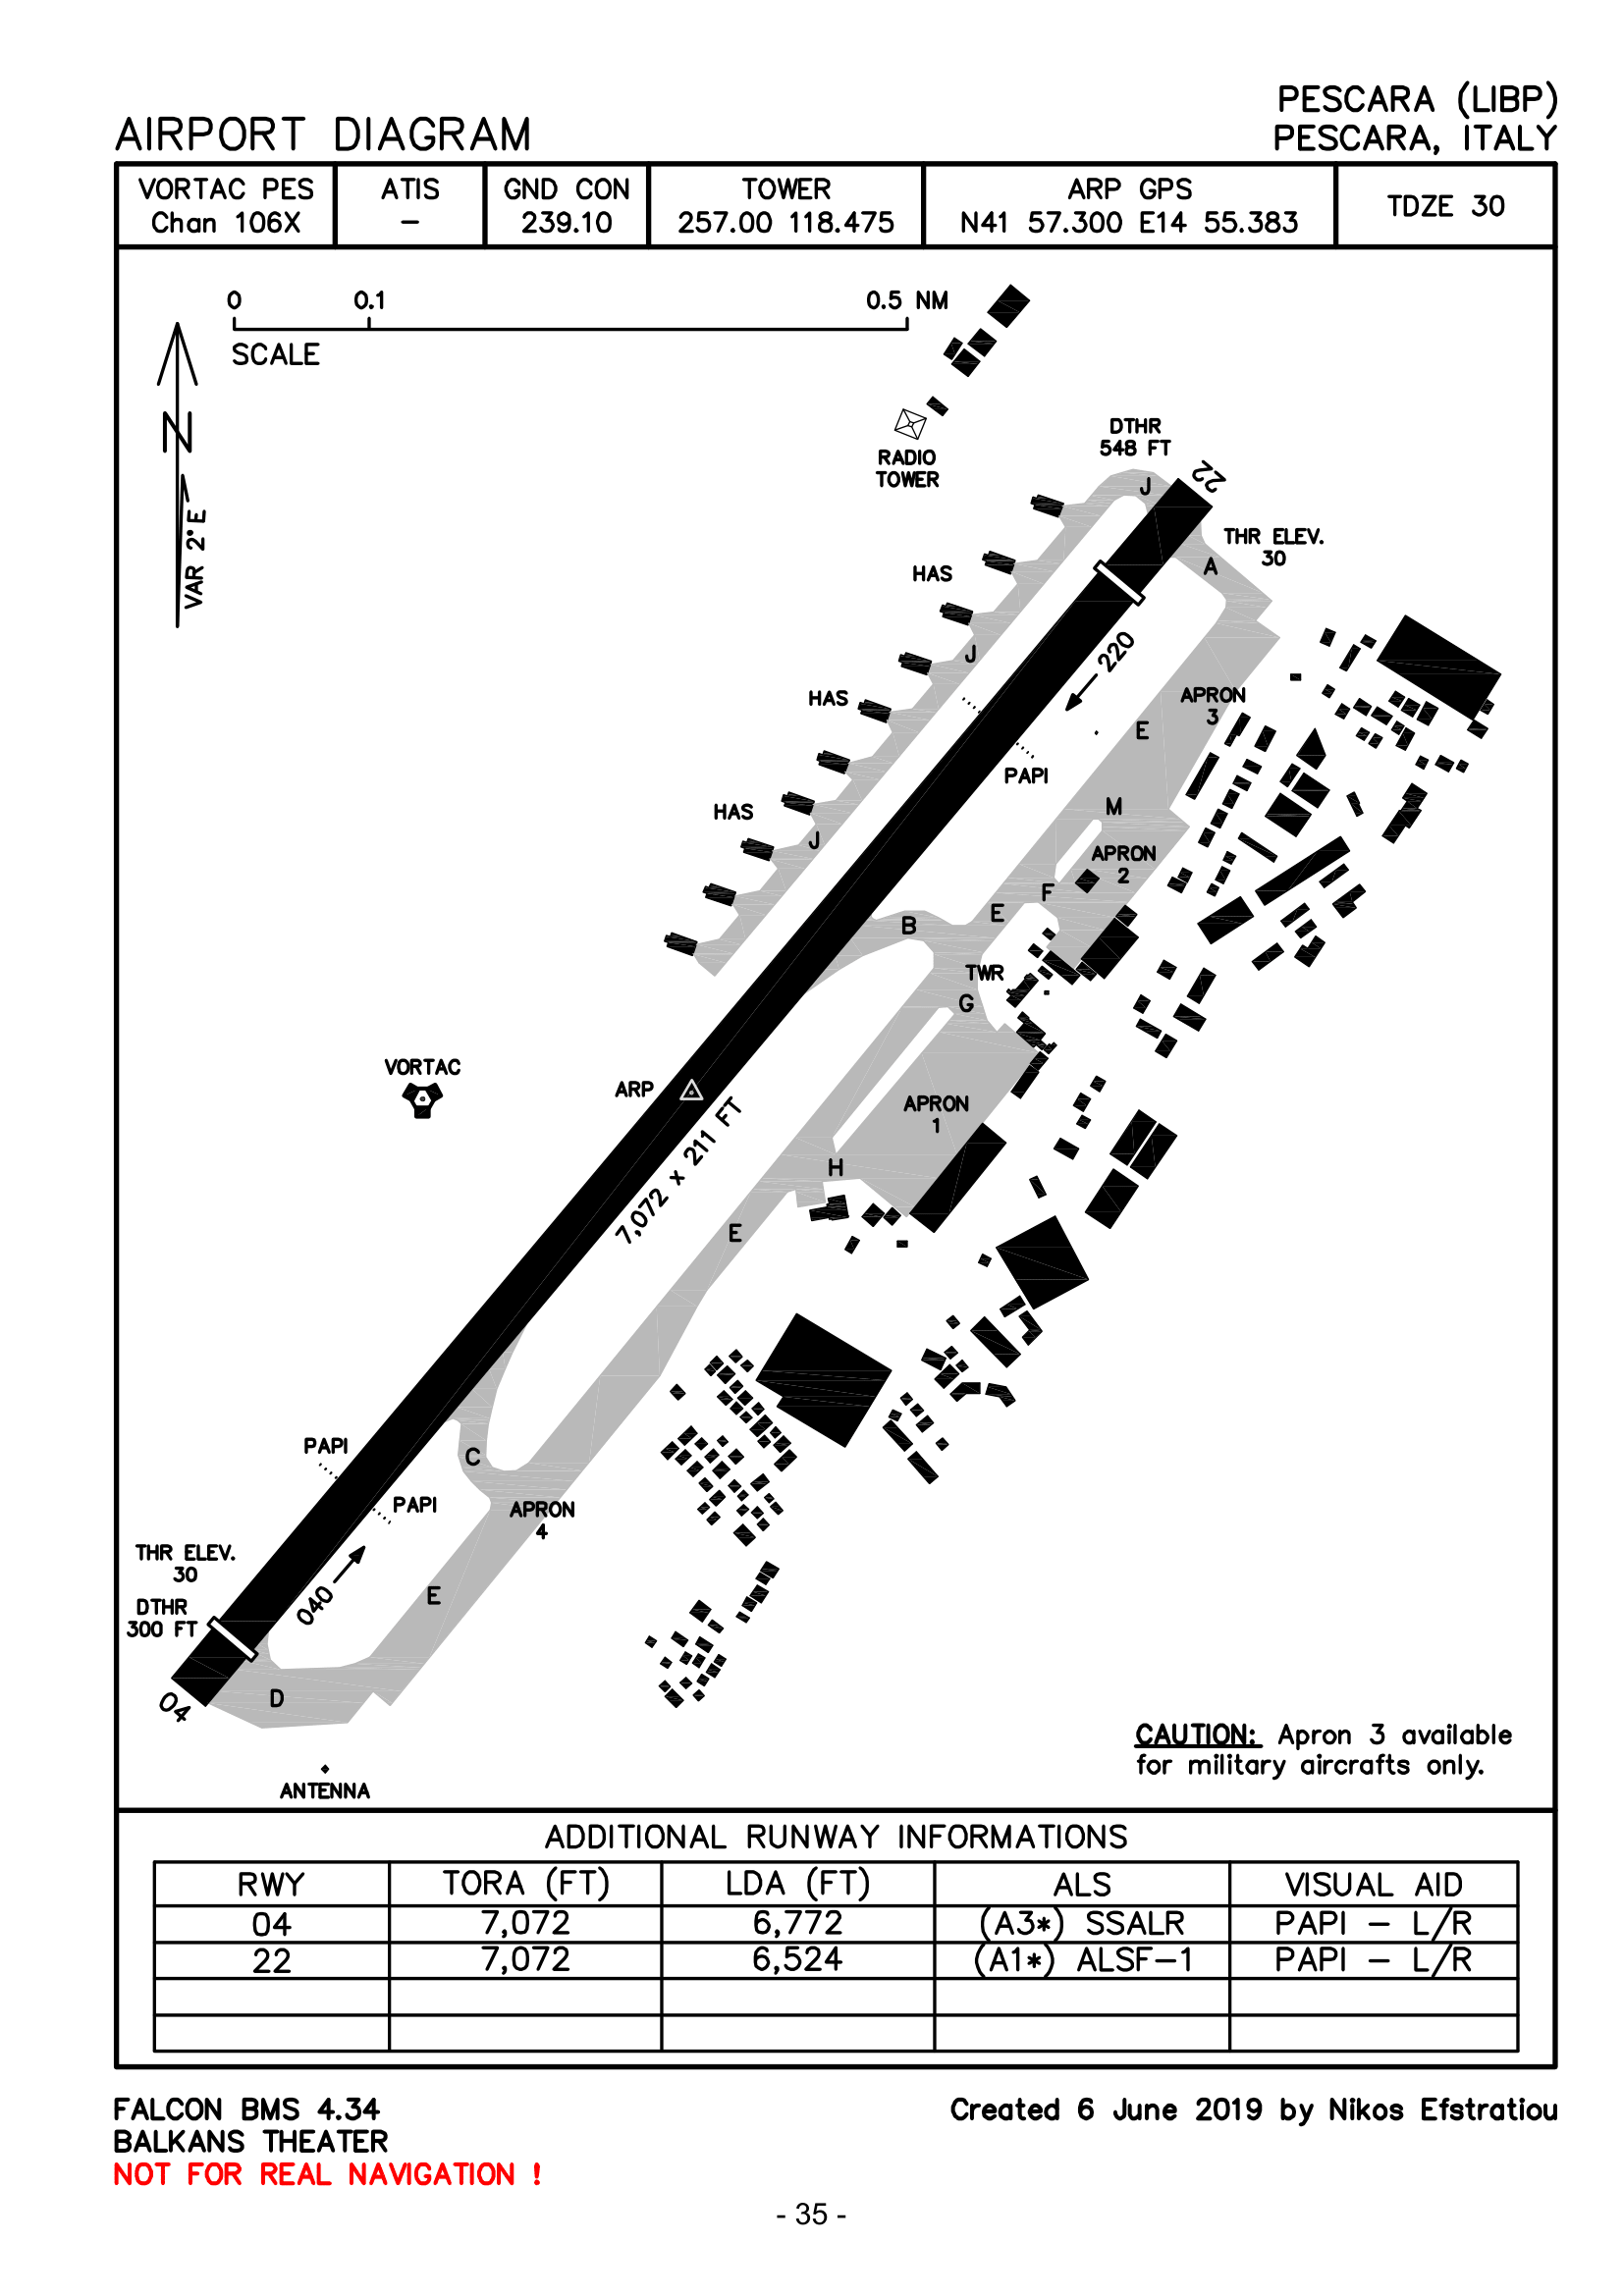 PESCARA (LIBP)
AIRPORT DIAGRAM
PESCARA, ITALY
VORTAC PES
Chan 106X
ATIS
-
GND CON
239.10
TOWER
257.00 118.475
ARP GPS
N41 57.300 E14 55.383
TDZE 30
0
0.1
0.5 NM
SCALE
N
VAR 2°E
RADIO
TOWER
DTHR
548 FT
J
22
THR ELEV.
30
A
HAS
J
220
HAS
APRON
3
E
PAPI
M
HAS
J
APRON
2
F
E
B
TWR
G
VORTAC
ARP
7,072 x 211 FT
APRON
1
H
E
PAPI
C
PAPI
APRON
4
THR ELEV.
30
DTHR
300 FT
040
E
D
04
ANTENNA
CAUTION: Apron 3 available
for military aircrafts only.
ADDITIONAL RUNWAY INFORMATIONS
RWY TORA (FT) LDA (FT) ALS VISUAL AID
04 7,072 6,772 (A3*) SSALR PAPI - L/R
22 7,072 6,524 (A1*) ALSF-1 PAPI - L/R
FALCON BMS 4.34
Created 6 June 2019 by Nikos Efstratiou
BALKANS THEATER
NOT FOR REAL NAVIGATION !
- 35 -